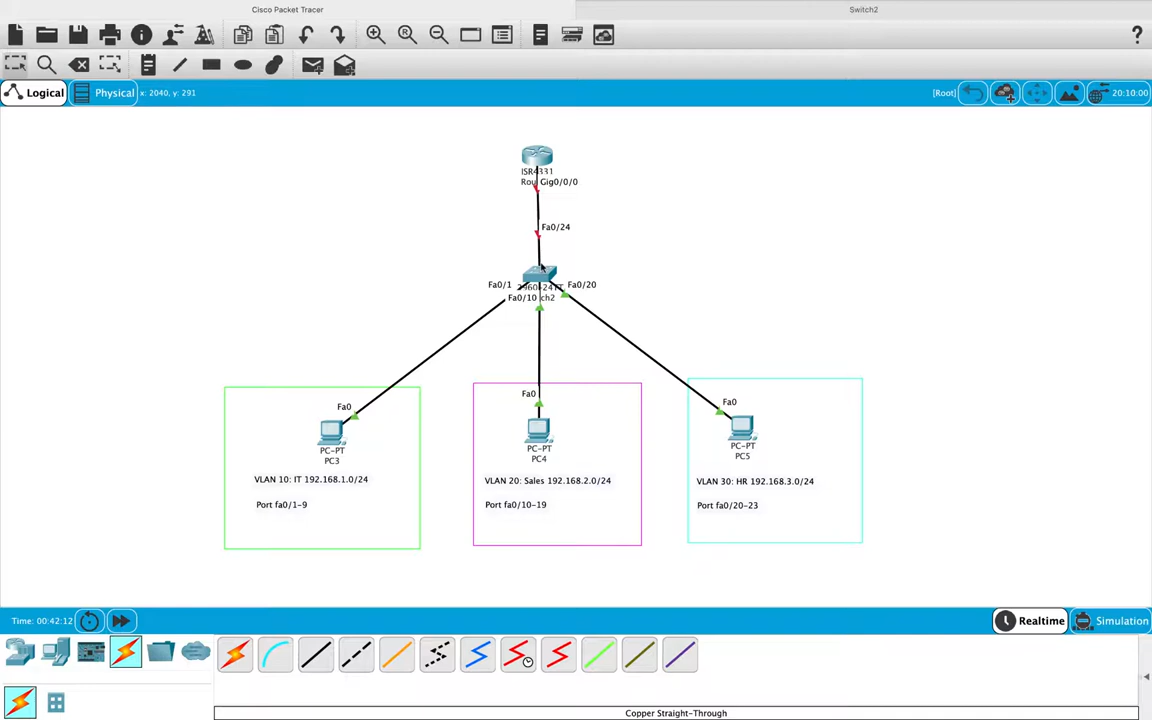 Cisco Packet Tracer
Switch2
Logical
Physical
x: 2040, y: 291
[Root]
20:10:00
ISR4331
Rou
Gig0/0/0
Fa0/24
Fa0/1
Fa0/20
Fa0/10
ch2
Fa0
Fa0
Fa0
PC-PT
PC3
PC-PT
PC4
PC-PT
PC5
VLAN 10: IT 192.168.1.0/24
VLAN 20: Sales 192.168.2.0/24
VLAN 30: HR 192.168.3.0/24
Port fa0/1-9
Port fa0/10-19
Port fa0/20-23
Time: 00:42:12
Realtime
Simulation
Copper Straight-Through